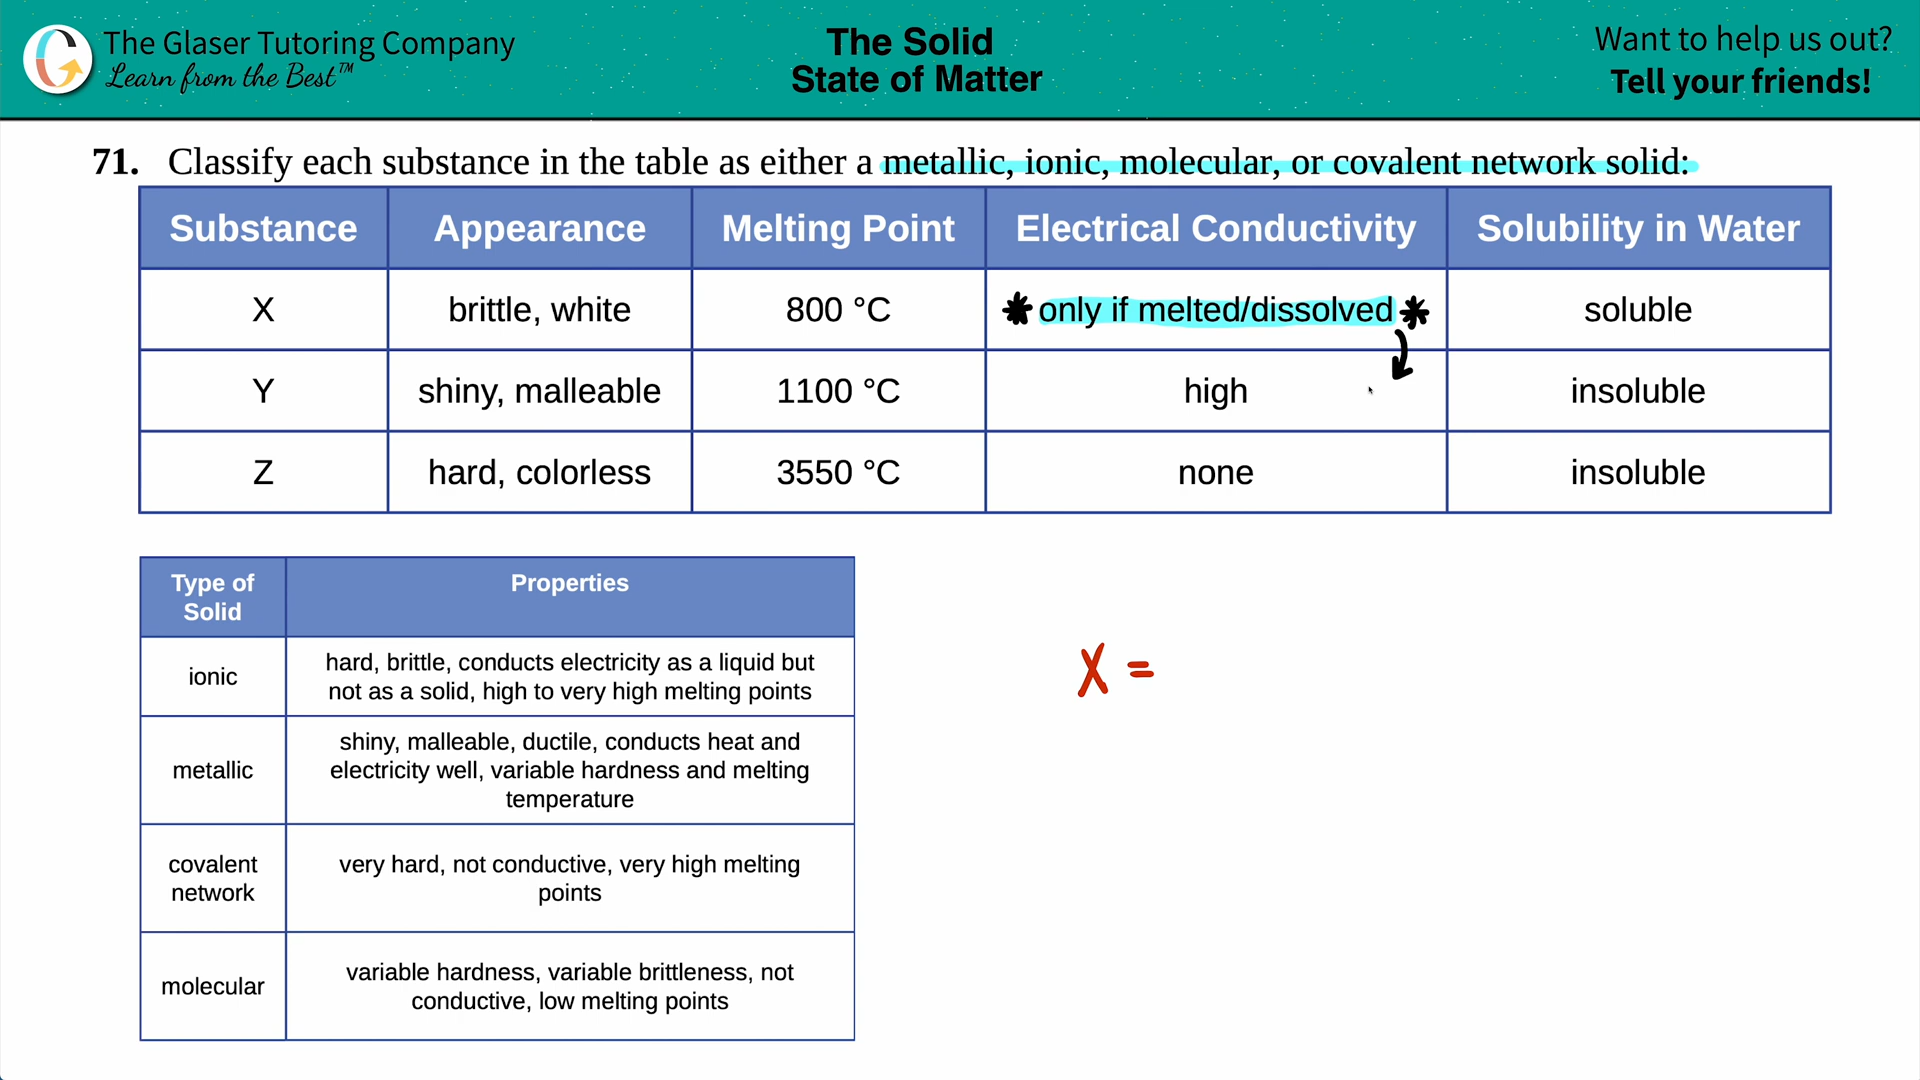 The Glaser Tutoring Company
Learn from the Best™
The Solid
State of Matter
Want to help us out?
Tell your friends!
71. Classify each substance in the table as either a metallic, ionic, molecular, or covalent network solid:
Substance Appearance Melting Point Electrical Conductivity Solubility in Water
X brittle, white 800 °C * only if melted/dissolved * soluble
Y shiny, malleable 1100 °C high insoluble
Z hard, colorless 3550 °C none insoluble
Type of
Solid
Properties
ionic
hard, brittle, conducts electricity as a liquid but
not as a solid, high to very high melting points
metallic
shiny, malleable, ductile, conducts heat and
electricity well, variable hardness and melting
temperature
covalent
network
very hard, not conductive, very high melting
points
molecular
variable hardness, variable brittleness, not
conductive, low melting points
X =